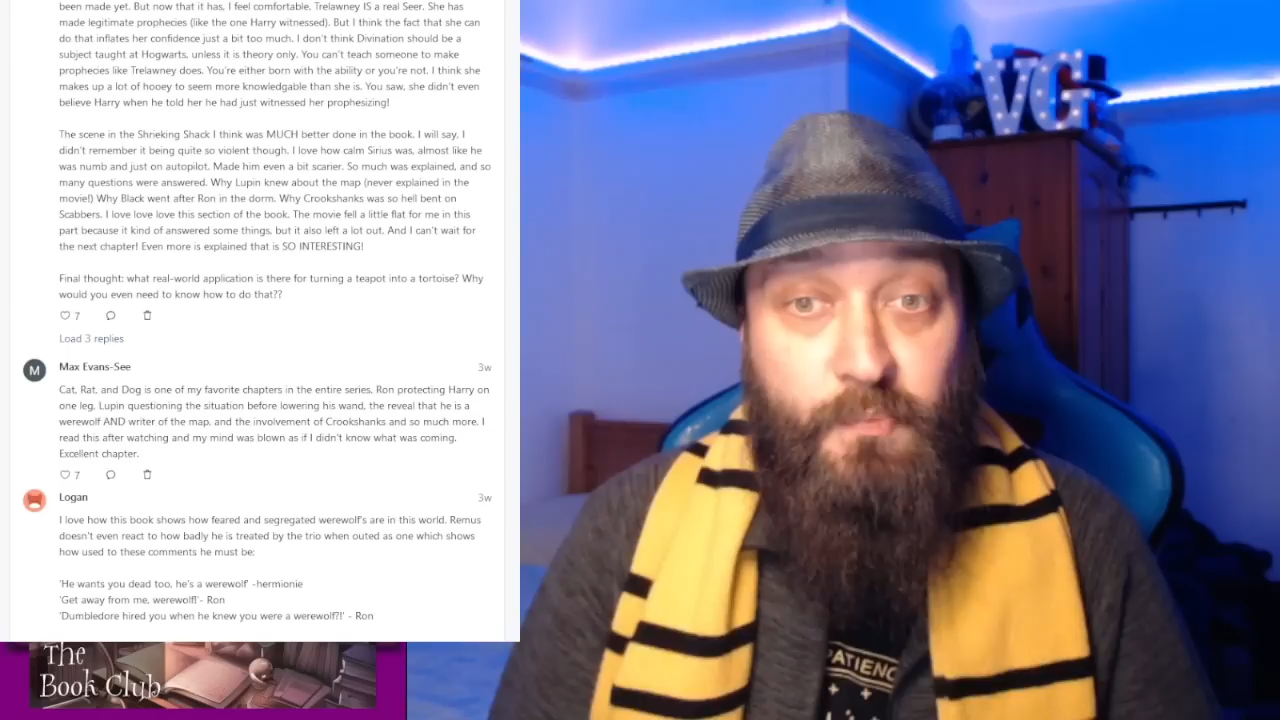 been made yet. But now that it has, I feel comfortable. Trelawney IS a real Seer. She has
made legitimate prophecies (like the one Harry witnessed). But I think the fact that she can
do that inflates her confidence just a bit too much. I don't think Divination should be a
subject taught at Hogwarts, unless it is theory only. You can't teach someone to make
prophecies like Trelawney does. You're either born with the ability or you're not. I think she
makes up a lot of hooey to seem more knowledgable than she is. You saw, she didn't even
believe Harry when he told her he had just witnessed her prophesizing!
The scene in the Shrieking Shack I think was MUCH better done in the book. I will say, I
didn't remember it being quite so violent though. I love how calm Sirius was, almost like he
was numb and just on autopilot. Made him even a bit scarier. So much was explained, and so
many questions were answered. Why Lupin knew about the map (never explained in the
movie!) Why Black went after Ron in the dorm. Why Crookshanks was so hell bent on
Scabbers. I love love love this section of the book. The movie fell a little flat for me in this
part because it kind of answered some things, but it also left a lot out. And I can't wait for
the next chapter! Even more is explained that is SO INTERESTING!
Final thought: what real-world application is there for turning a teapot into a tortoise? Why
would you even need to know how to do that??
7
Load 3 replies
M
Max Evans-See
3w
Cat, Rat, and Dog is one of my favorite chapters in the entire series. Ron protecting Harry on
one leg, Lupin questioning the situation before lowering his wand, the reveal that he is a
werewolf AND writer of the map, and the involvement of Crookshanks and so much more. I
read this after watching and my mind was blown as if I didn't know what was coming.
Excellent chapter.
7
Logan
3w
I love how this book shows how feared and segregated werewolf's are in this world. Remus
doesn't even react to how badly he is treated by the trio when outed as one which shows
how used to these comments he must be:
'He wants you dead too, he's a werewolf' -hermionie
'Get away from me, werewolf!'- Ron
'Dumbledore hired you when he knew you were a werewolf?!' - Ron
The
Book Club
VG
PATIENC